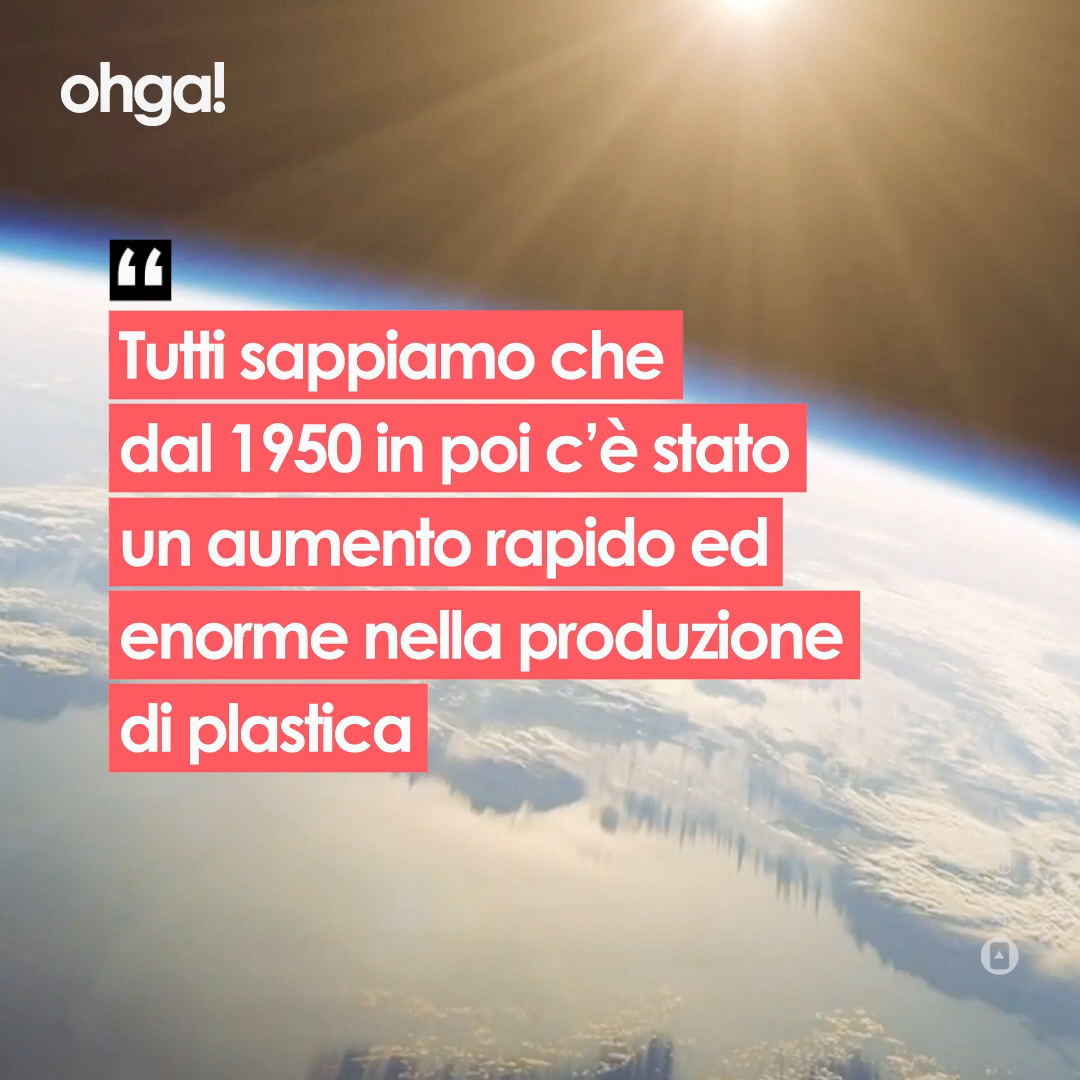 ohga!
“
Tutti sappiamo che
dal 1950 in poi c’è stato
un aumento rapido ed
enorme nella produzione
di plastica